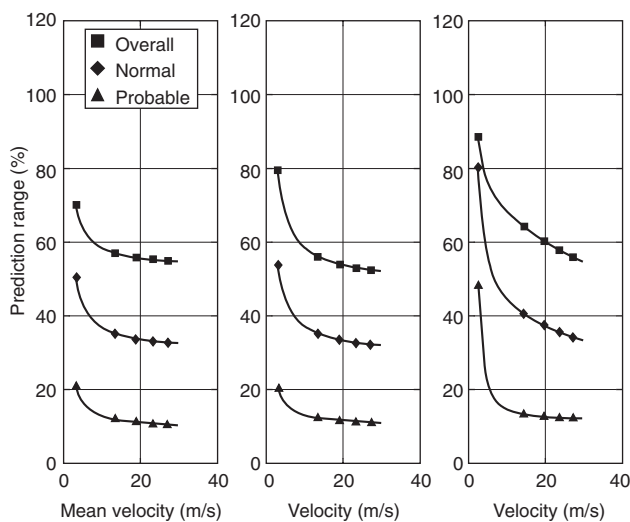 120 120 120
Overall
Normal
Probable
100 100 100
80 80 80
60 60 60
40 40 40
20 20 20
0 0 0
0 20 40 0 20 40 0 20 40
Prediction range (%)
Mean velocity (m/s) Velocity (m/s) Velocity (m/s)